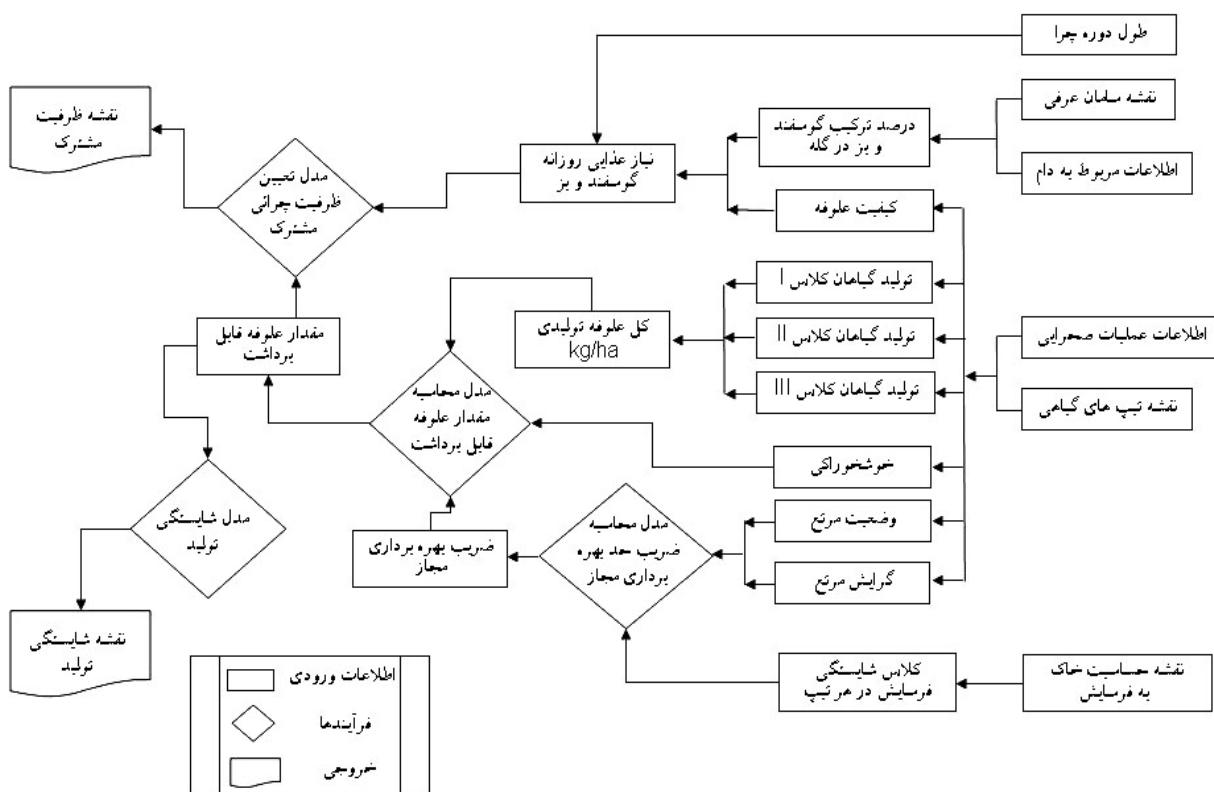 طول دوره چرا
نقشه سامان عرفی
اطلاعات مربوط به دام
درصد ترکیب گوسفند
و بز در گله
کیفیت علوفه
نیاز غذایی روزانه
گوسفند و بز
مدل تعیین
ظرفیت چرائی
مشترک
نقشه ظرفیت
مشترک
اطلاعات عملیات صحرایی
نقشه تیپ های گیاهی
تولید گیاهان کلاس I
تولید گیاهان کلاس II
تولید گیاهان کلاس III
کل علوفه تولیدی
kg/ha
مقدار علوفه قابل
برداشت
مدل محاسبه
مقدار علوفه
قابل برداشت
خوشخوراکی
وضعیت مرتع
گرایش مرتع
مدل محاسبه
ضریب حد بهره
برداری مجاز
ضریب بهره برداری
مجاز
مدل شایستگی
تولید
نقشه شایستگی
تولید
نقشه حساسیت خاک
به فرسایش
کلاس شایستگی
فرسایش در هر تیپ
اطلاعات ورودی
فرآیندها
خروجی